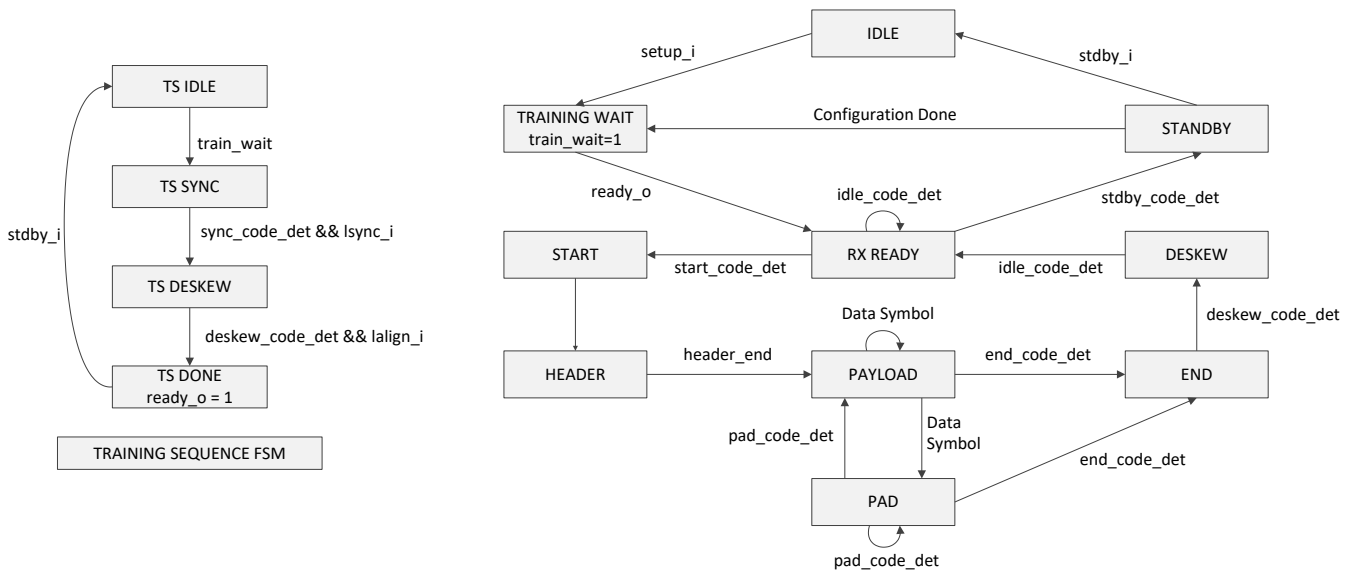 TS IDLE
train_wait
TS SYNC
stdby_i
sync_code_det && lsync_i
TS DESKEW
deskew_code_det && lalign_i
TS DONE
ready_o = 1
TRAINING SEQUENCE FSM
IDLE
setup_i
stdby_i
TRAINING WAIT
train_wait=1
Configuration Done
STANDBY
ready_o
idle_code_det
stdby_code_det
START
start_code_det
RX READY
idle_code_det
DESKEW
Data Symbol
deskew_code_det
HEADER
header_end
PAYLOAD
end_code_det
END
pad_code_det
Data
Symbol
end_code_det
PAD
pad_code_det